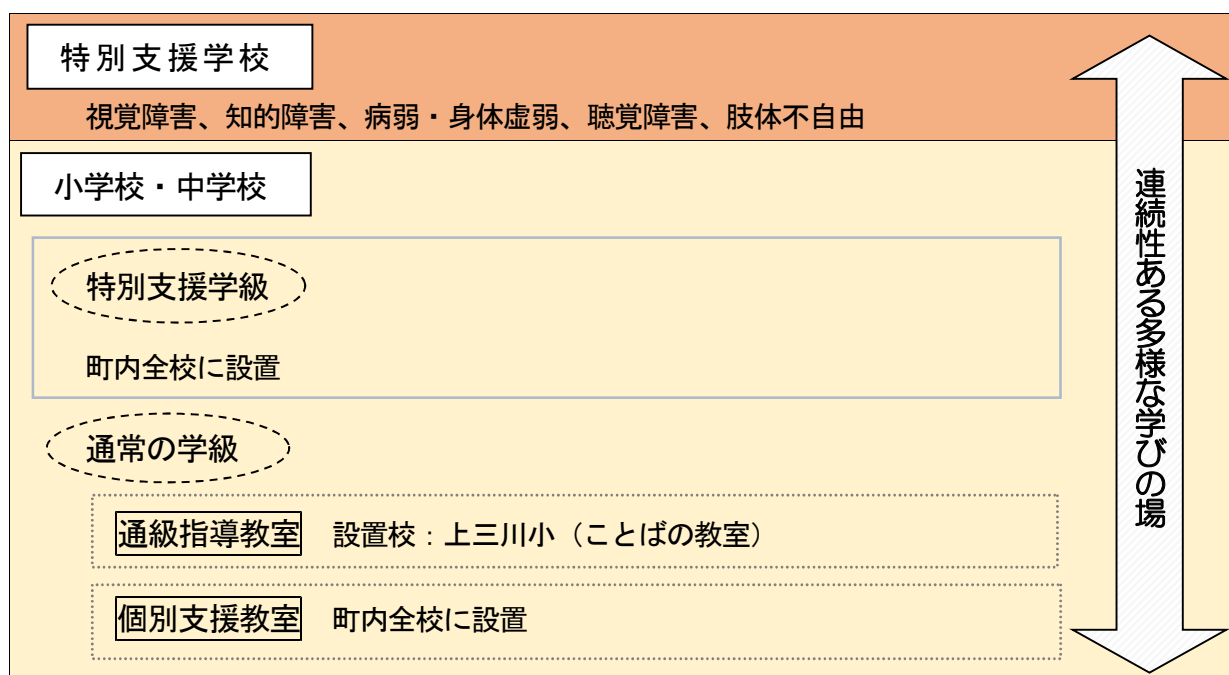 特別支援学校
視覚障害、知的障害、病弱・身体虚弱、聴覚障害、肢体不自由
小学校・中学校
特別支援学級
町内全校に設置
通常の学級
通級指導教室 設置校：上三川小（ことばの教室）
個別支援教室 町内全校に設置
連続性ある多様な学びの場